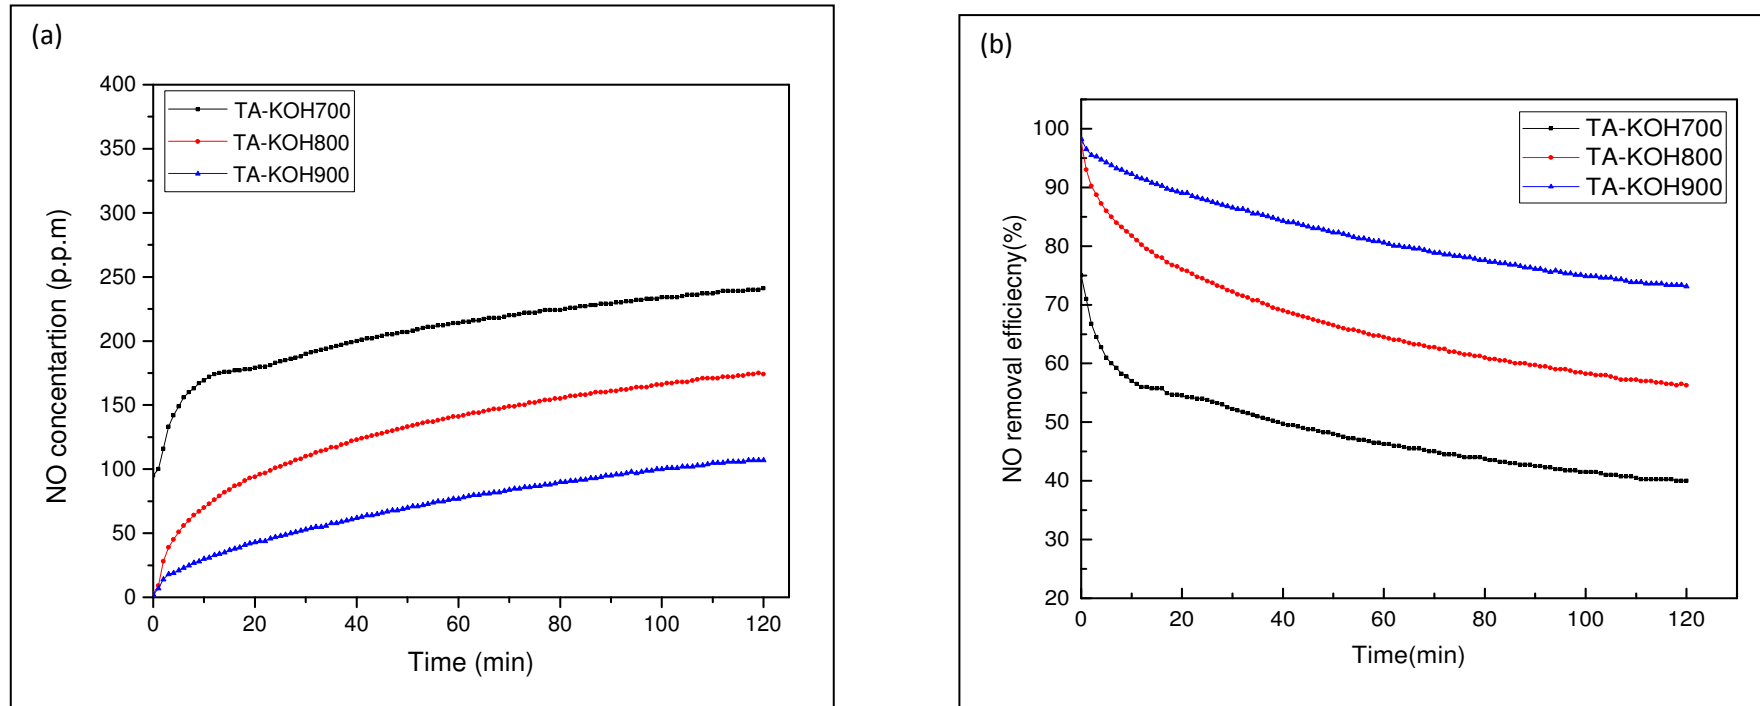 (a)
400
350
300
250
200
150
100
50
0
NO concentartion (p.p.m)
TA-KOH700
TA-KOH800
TA-KOH900
0 20 40 60 80 100 120
Time (min)
(b)
100
90
80
70
60
50
40
30
20
NO removal efficiecny(%)
TA-KOH700
TA-KOH800
TA-KOH900
0 20 40 60 80 100 120
Time(min)